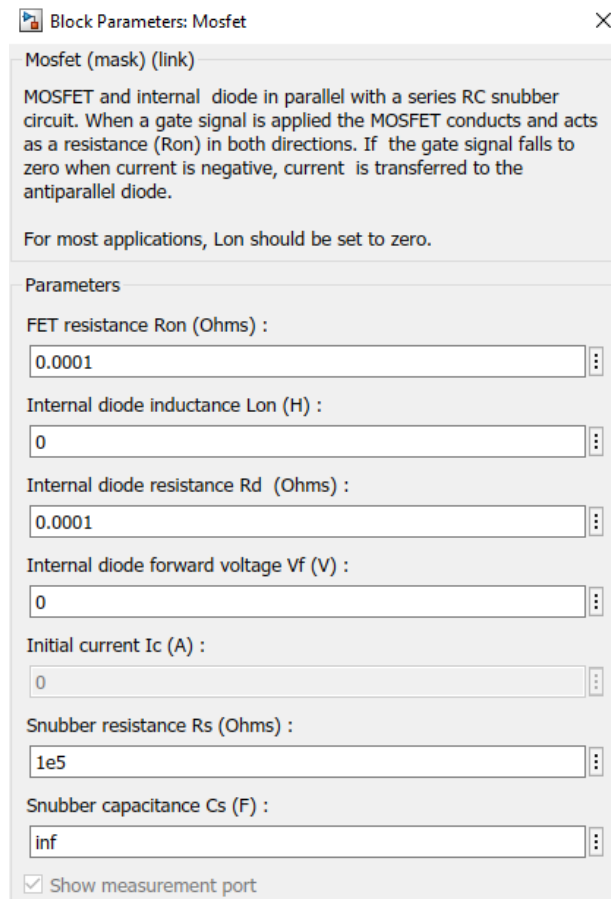 Block Parameters: Mosfet
Mosfet (mask) (link)
MOSFET and internal diode in parallel with a series RC snubber
circuit. When a gate signal is applied the MOSFET conducts and acts
as a resistance (Ron) in both directions. If the gate signal falls to
zero when current is negative, current is transferred to the
antiparallel diode.
For most applications, Lon should be set to zero.
Parameters
FET resistance Ron (Ohms) :
0.0001
Internal diode inductance Lon (H) :
0
Internal diode resistance Rd (Ohms) :
0.0001
Internal diode forward voltage Vf (V) :
0
Initial current Ic (A) :
0
Snubber resistance Rs (Ohms) :
1e5
Snubber capacitance Cs (F) :
inf
Show measurement port